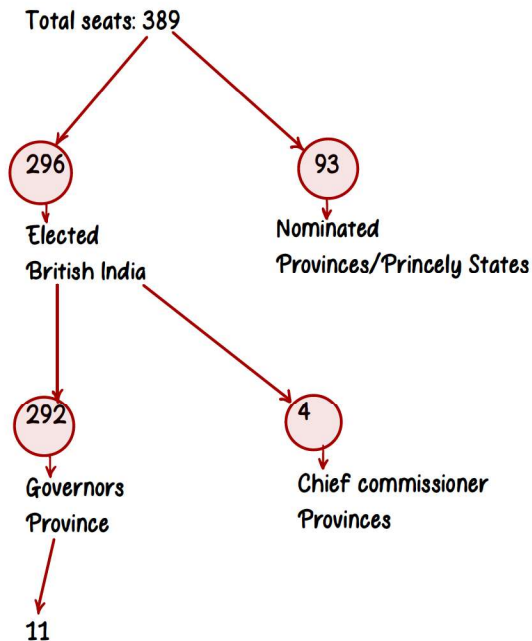 Total seats: 389
296
93
Elected
British India
Nominated
Provinces/Princely States
292
4
Governors
Province
Chief commissioner
Provinces
11